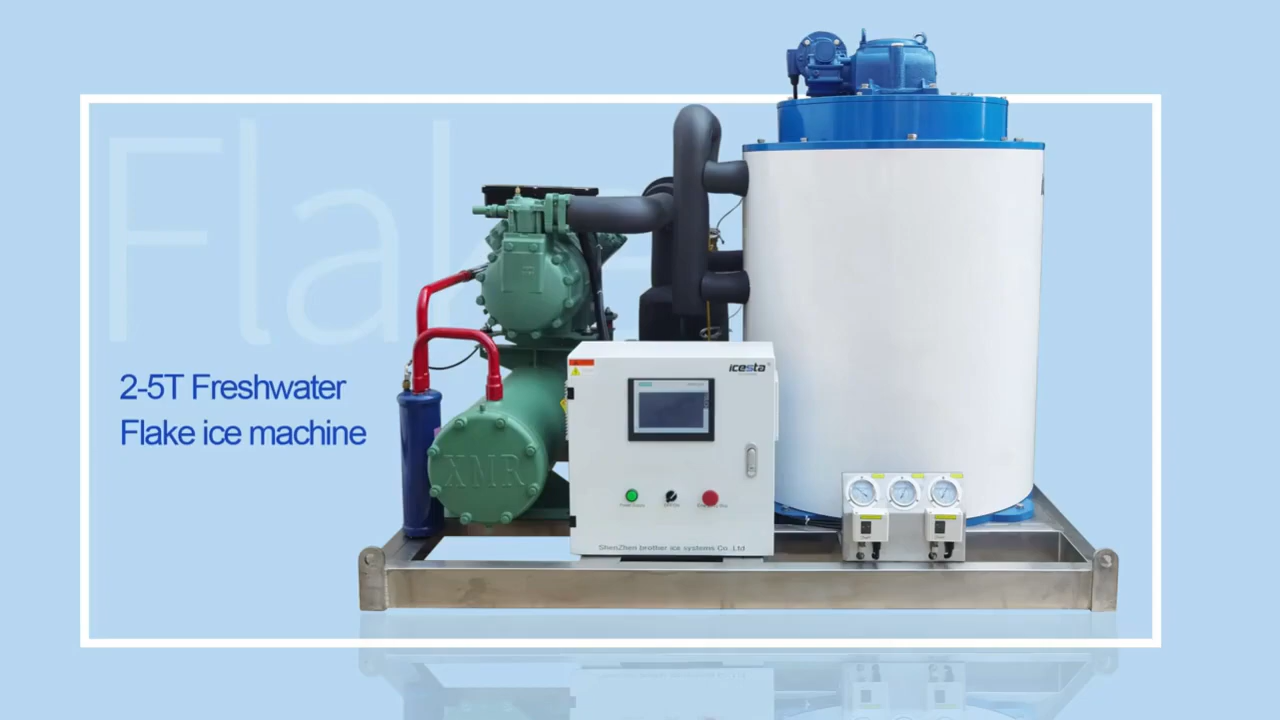 Flake
2-5T Freshwater
Flake ice machine
icesta
XMR
ShenZhen brother ice systems Co.,Ltd